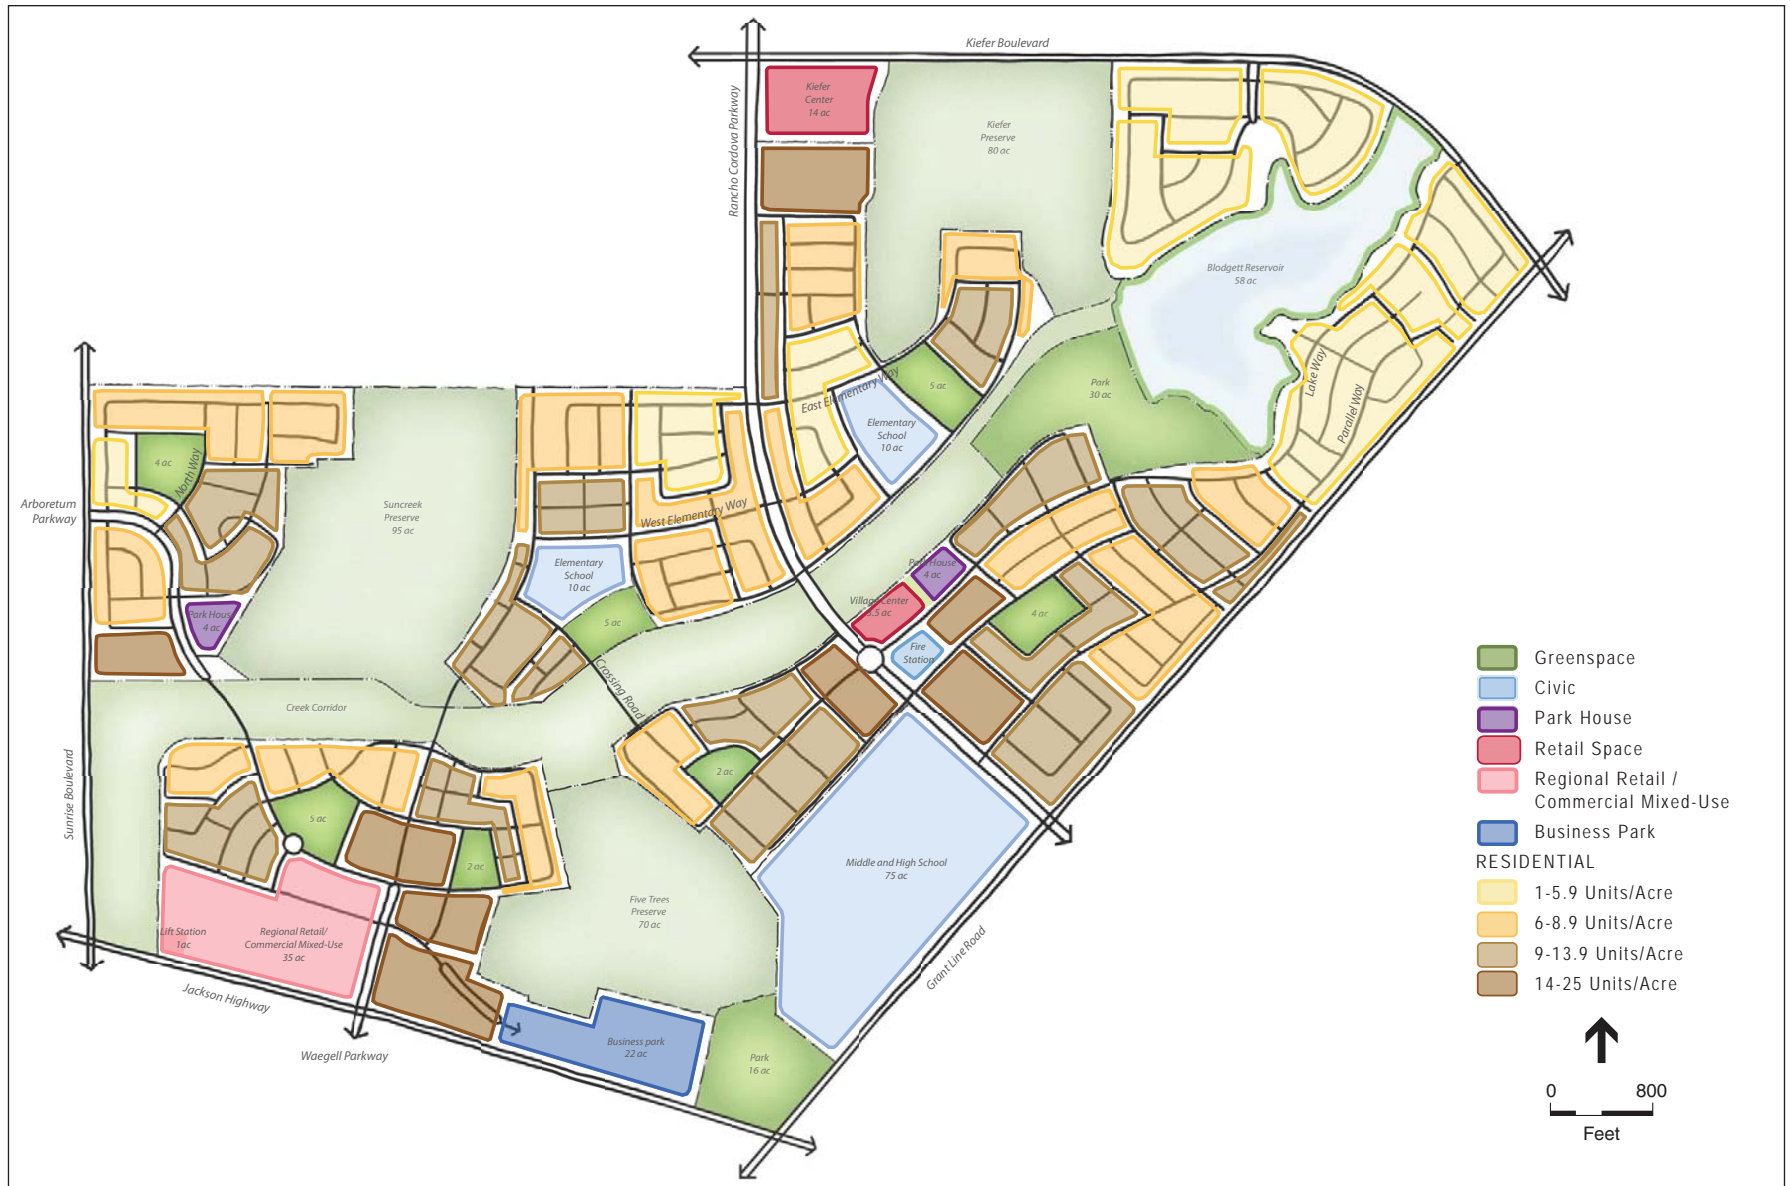 Kiefer Boulevard
Rancho Cordova Parkway
Kiefer
Center
14 ac
Kiefer
Preserve
80 ac
Blodgett Reservoir
58 ac
Lake Way
Parallel Way
Park
30 ac
5 ac
East Elementary Way
Elementary
School
10 ac
4 ac
North Way
Arboretum
Parkway
Suncreek
Preserve
95 ac
West Elementary Way
Elementary
School
10 ac
5 ac
Park House
4 ac
Village Center
5.5 ac
Fire
Station
4 ac
Park House
4 ac
Crossing Road
Creek Corridor
Sunrise Boulevard
2 ac
5 ac
2 ac
Middle and High School
75 ac
Five Trees
Preserve
70 ac
Lift Station
1ac
Regional Retail/
Commercial Mixed-Use
35 ac
Jackson Highway
Waegell Parkway
Business park
22 ac
Park
16 ac
Grant Line Road
Greenspace
Civic
Park House
Retail Space
Regional Retail /
Commercial Mixed-Use
Business Park
RESIDENTIAL
1-5.9 Units/Acre
6-8.9 Units/Acre
9-13.9 Units/Acre
14-25 Units/Acre
0 800
Feet